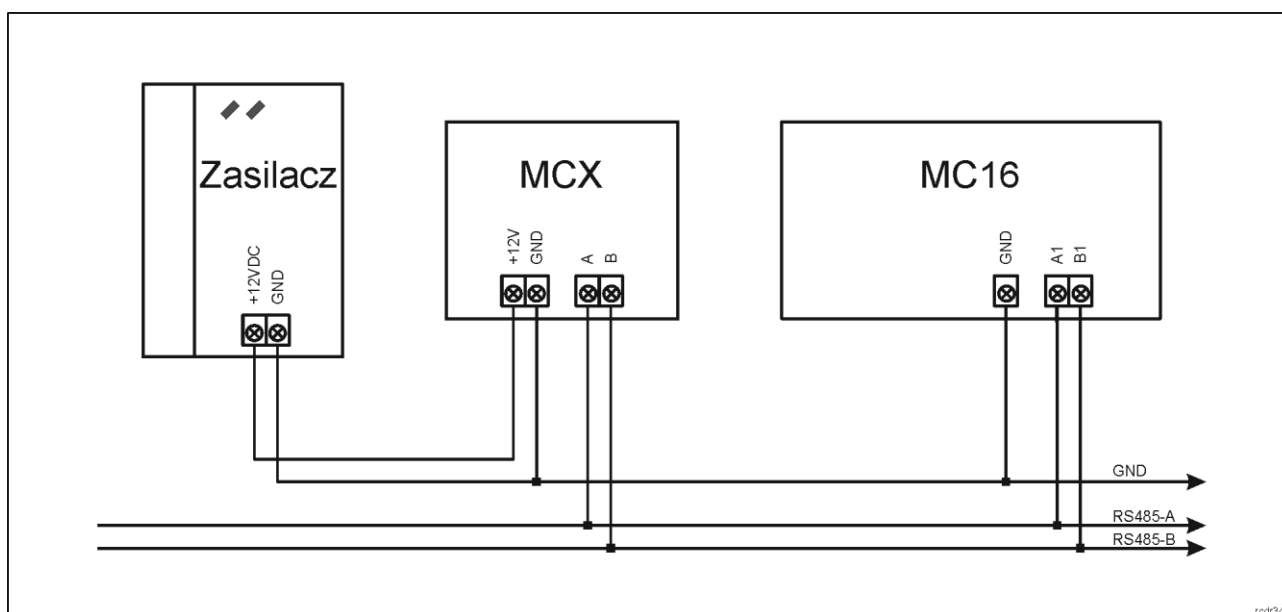 Zasilacz
+12VDC
GND
MCX
+12V
GND
A
B
MC16
GND
A1
B1
GND
RS485-A
RS485-B